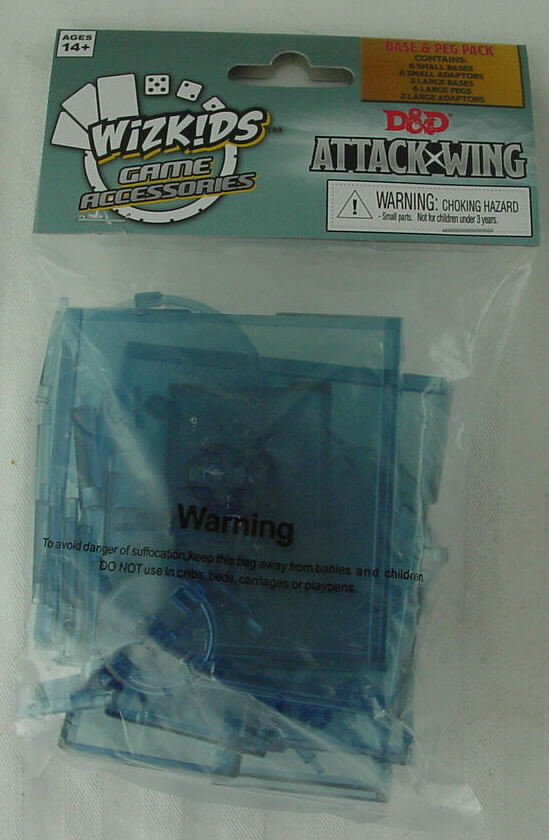 AGES
14+
WIZK!DS™
GAME
ACCESSORIES
BASE & PEG PACK
CONTAINS:
6 SMALL BASES
6 SMALL ADAPTORS
2 LARGE BASES
6 LARGE PEGS
2 LARGE ADAPTORS
D&D
ATTACK WING
WARNING: CHOKING HAZARD
- Small parts. Not for children under 3 years.
Warning
To avoid danger of suffocation,keep this bag away from babies and children.
DO NOT use in cribs, beds, carriages or playpens.